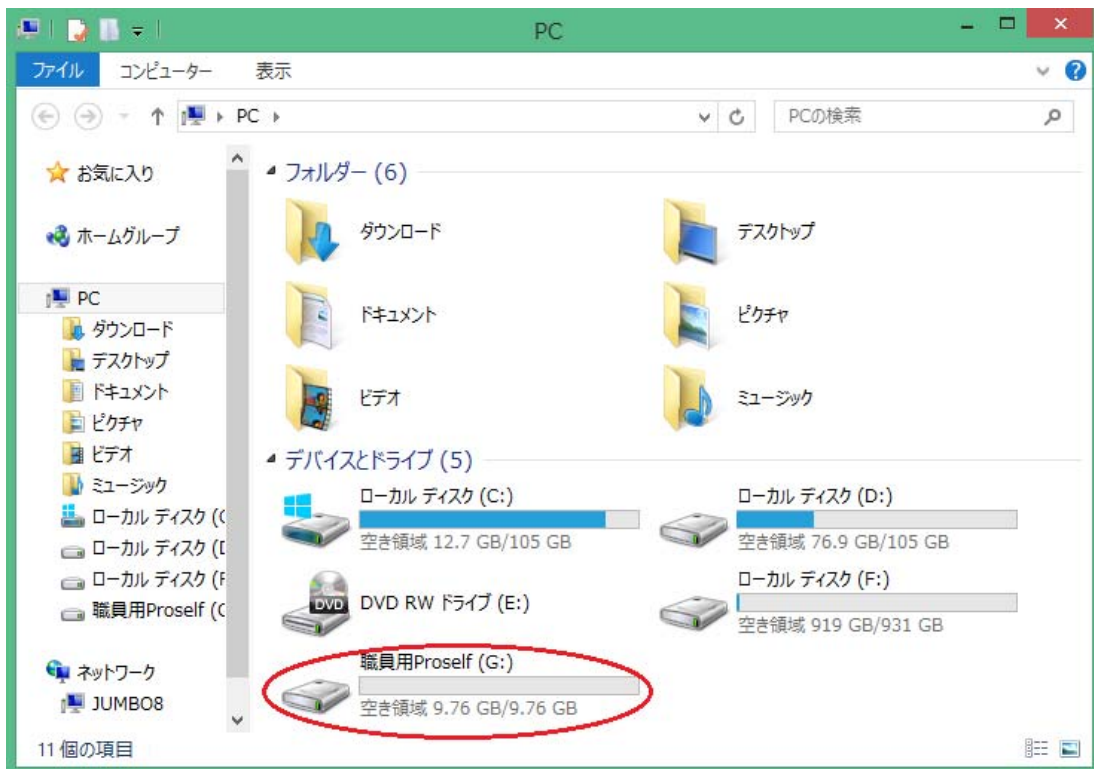 PC
ファイル コンピューター 表示
PC
PCの検索
お気に入り
ホームグループ
PC
ダウンロード
デスクトップ
ドキュメント
ピクチャ
ビデオ
ミュージック
ローカル ディスク (C
ローカル ディスク (D
ローカル ディスク (F
職員用Proself (G
ネットワーク
JUMBO8
フォルダー (6)
ダウンロード
デスクトップ
ドキュメント
ピクチャ
ビデオ
ミュージック
デバイスとドライブ (5)
ローカル ディスク (C:)
空き領域 12.7 GB/105 GB
ローカル ディスク (D:)
空き領域 76.9 GB/105 GB
DVD
DVD RW ドライブ (E:)
ローカル ディスク (F:)
空き領域 919 GB/931 GB
職員用Proself (G:)
空き領域 9.76 GB/9.76 GB
11 個の項目